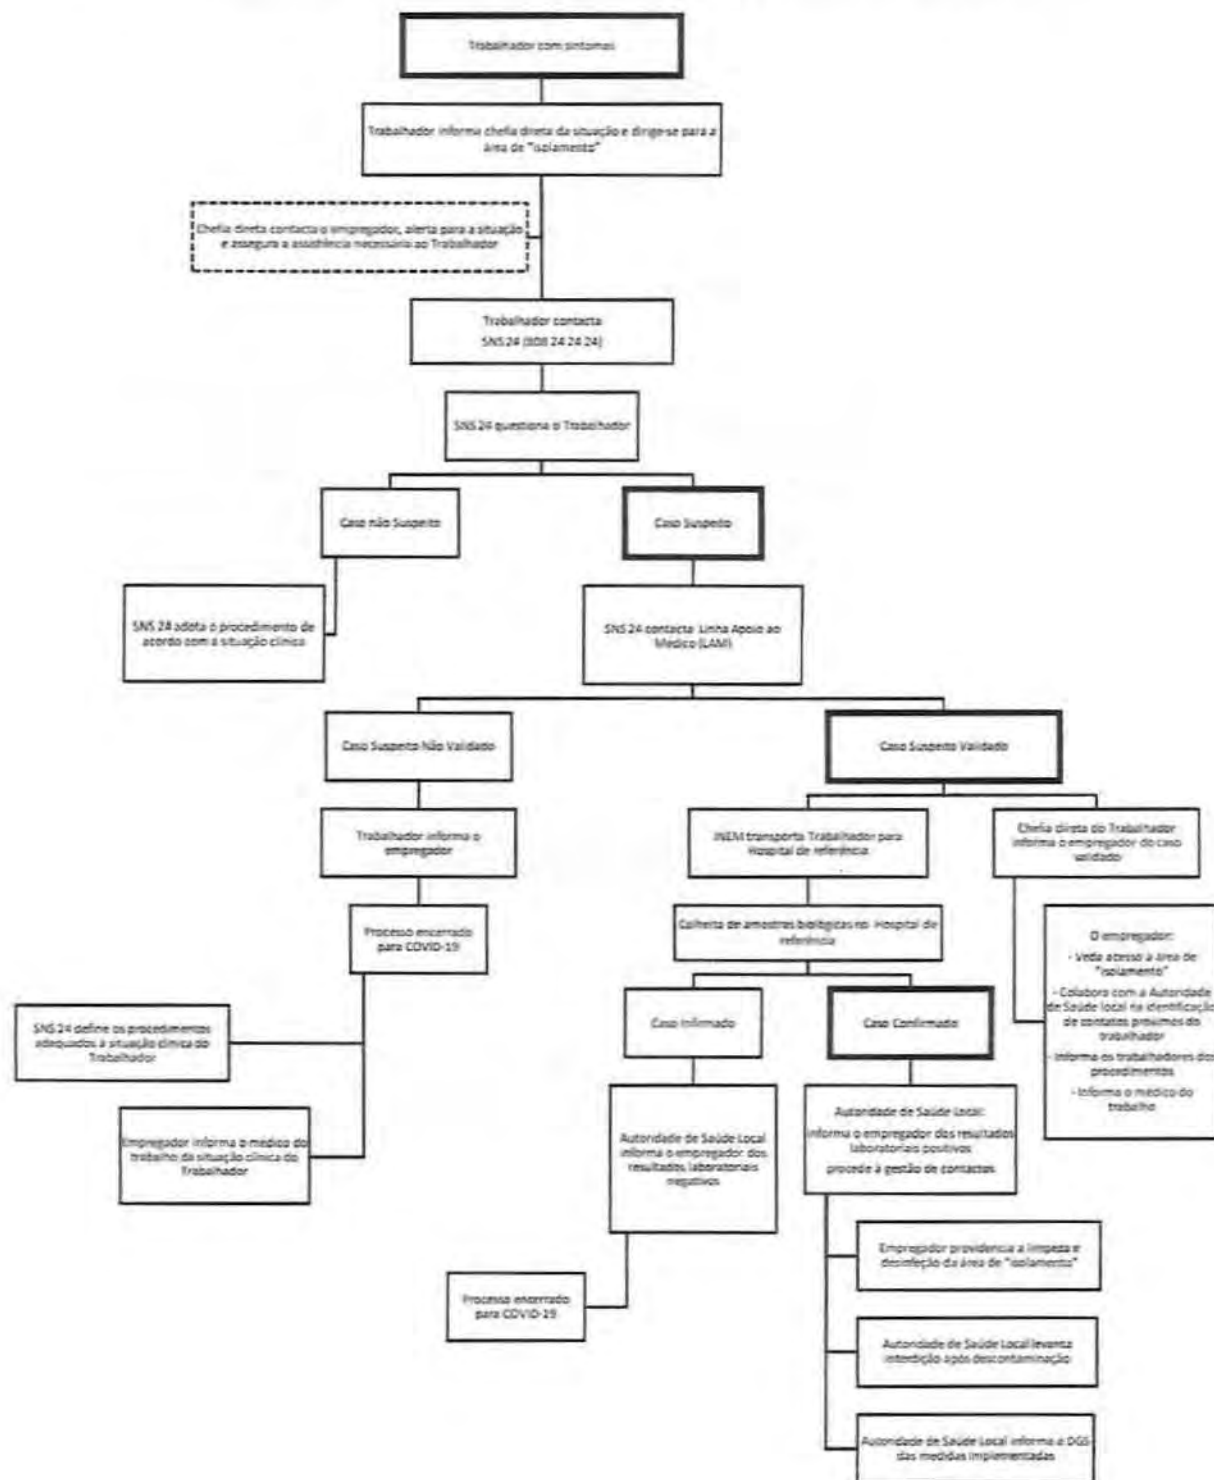 Trabalhador com sintomas
Trabalhador informa chefia direta da situação e dirige-se para a
área de "isolamento"
Chefia direta contacta o empregador, alerta para a situação
e assegura a assistência necessária ao Trabalhador
Trabalhador contacta
SNS 24 (808 24 24 24)
SNS 24 questiona o Trabalhador
Caso não Suspeito
Caso Suspeito
SNS 24 adota o procedimento de
acordo com a situação clínica
SNS 24 contacta Linha Apoio ao
Médico (LAM)
Caso Suspeito Não Validado
Caso Suspeito Validado
Trabalhador informa o
empregador
INEM transporta Trabalhador para
Hospital de referência
Chefia direta do Trabalhador
informa o empregador do caso
validado
Processo encerrado
para COVID-19
Colheita de amostras biológicas no Hospital de
referência
O empregador:
- Veda acesso à área de
"isolamento"
- Colabora com a Autoridade
de Saúde local na identificação
de contatos próximos do
trabalhador
- Informa os trabalhadores dos
procedimentos
- Informa o médico do
trabalho
SNS 24 define os procedimentos
adequados à situação clínica do
Trabalhador
Caso Infirmado
Caso Confirmado
Empregador informa o médico do
trabalho da situação clínica do
Trabalhador
Autoridade de Saúde Local
informa o empregador dos
resultados laboratoriais
negativos
Autoridade de Saúde Local:
informa o empregador dos resultados
laboratoriais positivos
procede à gestão de contactos
Processo encerrado
para COVID-19
Empregador providencia a limpeza e
desinfeção da área de "isolamento"
Autoridade de Saúde Local levanta
interdição após descontaminação
Autoridade de Saúde Local informa a DGS
das medidas implementadas